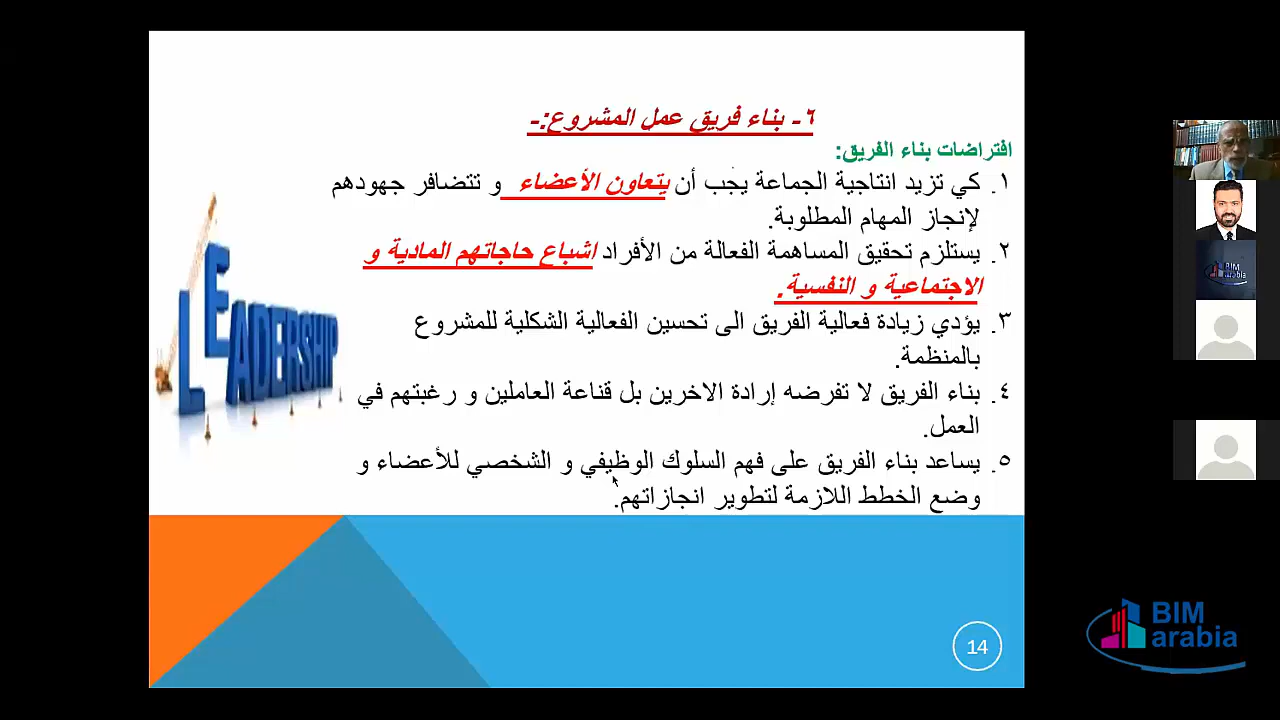 ٦- بناء فريق عمل المشروع:-
افتراضات بناء الفريق:
١. كي تزيد انتاجية الجماعة يجب أن يتعاون الأعضاء و تتضافر جهودهم
لإنجاز المهام المطلوبة.
٢. يستلزم تحقيق المساهمة الفعالة من الأفراد اشباع حاجاتهم المادية و
الاجتماعية و النفسية.
٣. يؤدي زيادة فعالية الفريق الى تحسين الفعالية الشكلية للمشروع
بالمنظمة.
٤. بناء الفريق لا تفرضه إرادة الاخرين بل قناعة العاملين و رغبتهم في
العمل.
٥. يساعد بناء الفريق على فهم السلوك الوظيفي و الشخصي للأعضاء و
وضع الخطط اللازمة لتطوير انجازاتهم.
LEADERSHIP
14
BIM
arabia
BIM
arabia